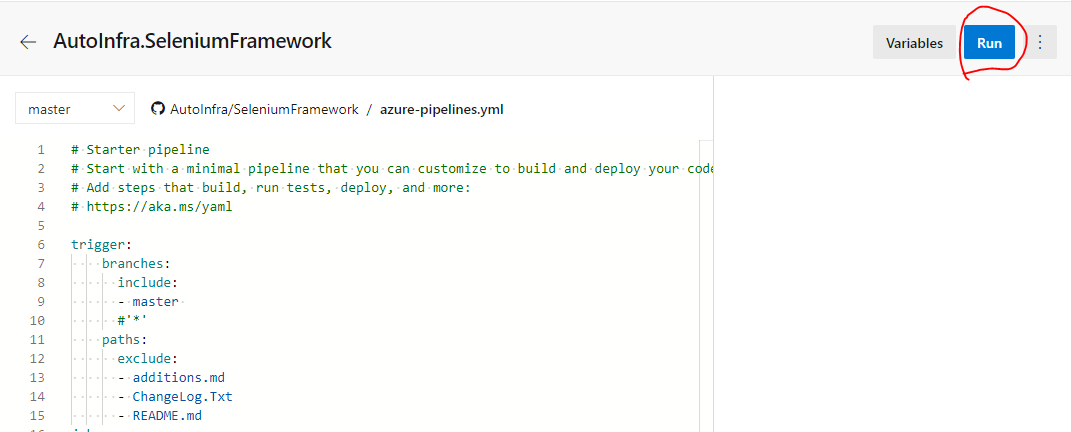 AutoInfra.SeleniumFramework
Variables
Run
master
AutoInfra/SeleniumFramework / azure-pipelines.yml
1 # Starter pipeline
2 # Start with a minimal pipeline that you can customize to build and deploy your code
3 # Add steps that build, run tests, deploy, and more:
4 # https://aka.ms/yaml
5
6 trigger:
7 branches:
8 include:
9 - master
10 #'*'
11 paths:
12 exclude:
13 - additions.md
14 - ChangeLog.Txt
15 - README.md